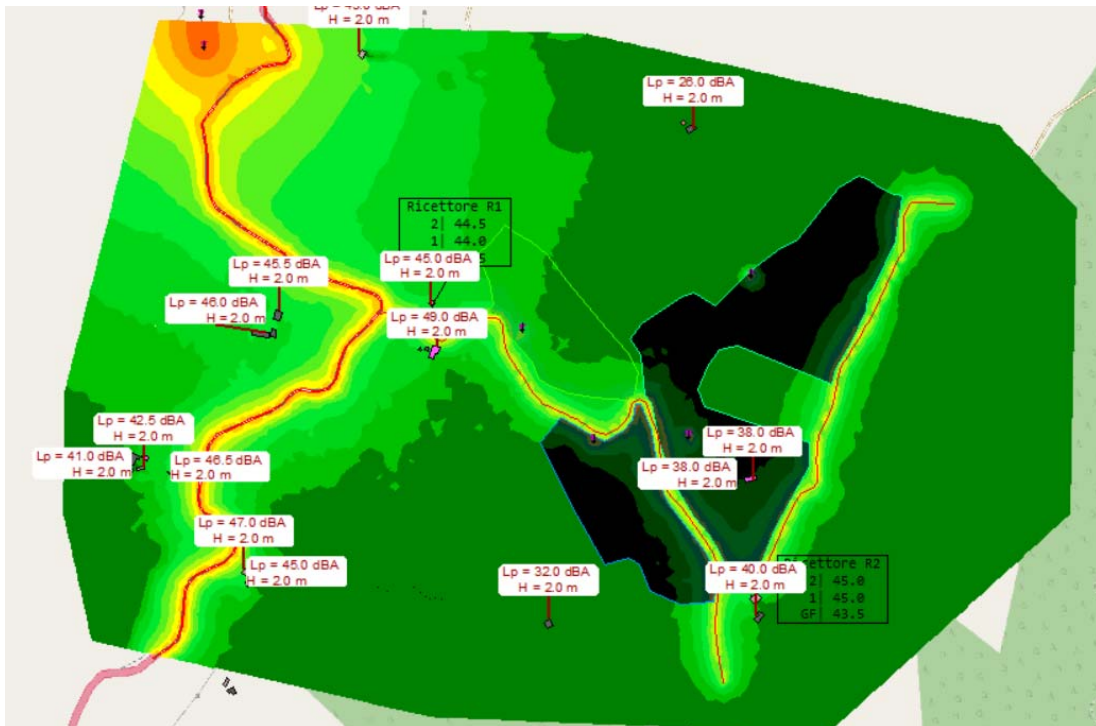 H = 2.0 m
Lp = 26.0 dBA
H = 2.0 m
Ricettore R1
2| 44.5
1| 44.0
Lp = 45.0 dBA
H = 2.0 m
Lp = 45.5 dBA
H = 2.0 m
Lp = 46.0 dBA
H = 2.0 m
Lp = 49.0 dBA
H = 2.0 m
Lp = 42.5 dBA
H = 2.0 m
Lp = 41.0 dBA
H = 2.0 m
Lp = 46.5 dBA
H = 2.0 m
Lp = 38.0 dBA
H = 2.0 m
Lp = 38.0 dBA
H = 2.0 m
Lp = 47.0 dBA
H = 2.0 m
Lp = 45.0 dBA
H = 2.0 m
Lp = 32.0 dBA
H = 2.0 m
Lp = 40.0 dBA
H = 2.0 m
R2
2| 45.0
1| 45.0
GF| 43.5